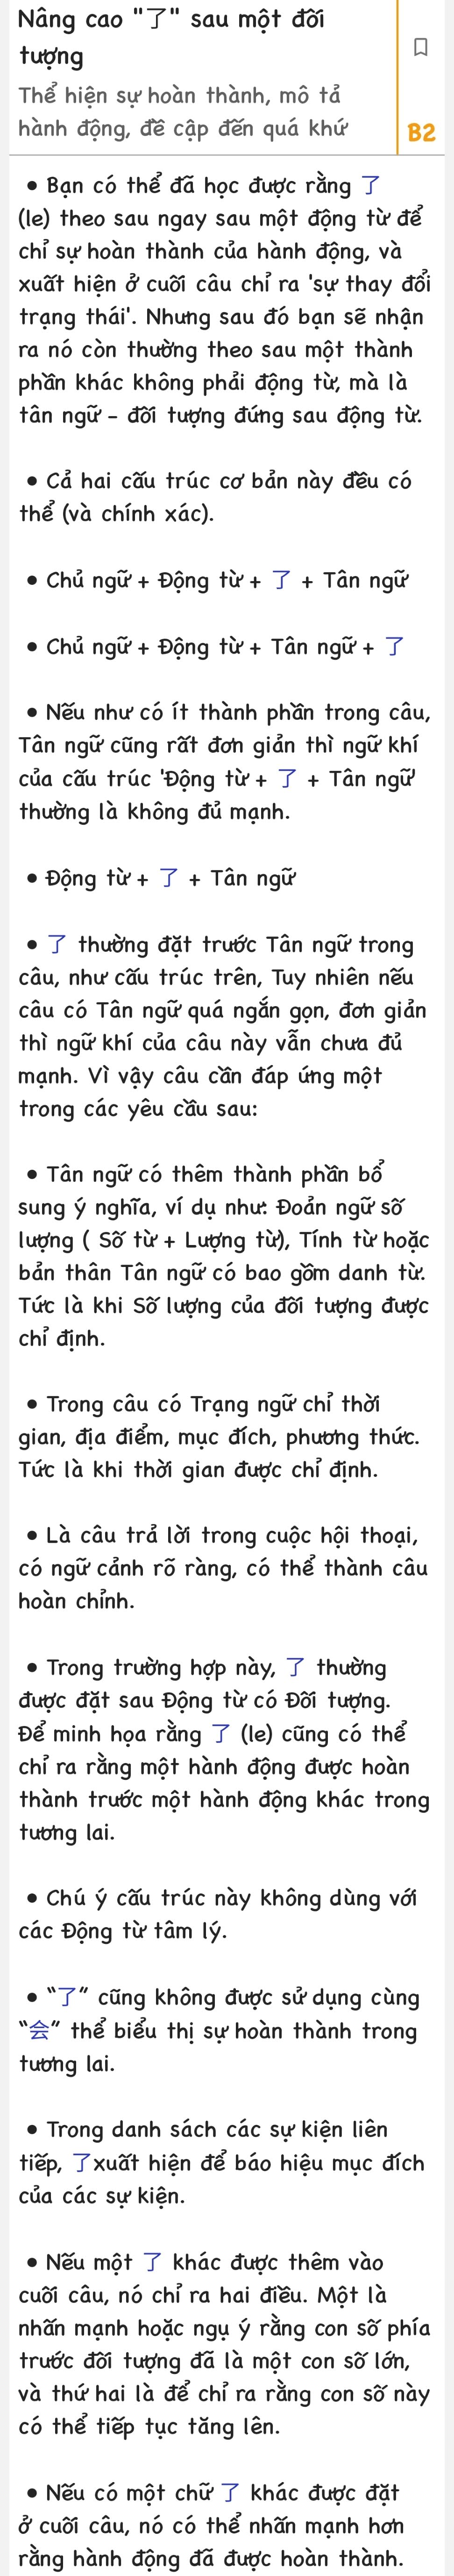 Nâng cao "了" sau một đối
tượng
Thể hiện sự hoàn thành, mô tả
hành động, đề cập đến quá khứ
B2
• Bạn có thể đã học được rằng 了
(le) theo sau ngay sau một động từ để
chỉ sự hoàn thành của hành động, và
xuất hiện ở cuối câu chỉ ra 'sự thay đổi
trạng thái'. Nhưng sau đó bạn sẽ nhận
ra nó còn thường theo sau một thành
phần khác không phải động từ, mà là
tân ngữ - đối tượng đứng sau động từ.
• Cả hai cấu trúc cơ bản này đều có
thể (và chính xác).
• Chủ ngữ + Động từ + 了 + Tân ngữ
• Chủ ngữ + Động từ + Tân ngữ + 了
• Nếu như có ít thành phần trong câu,
Tân ngữ cũng rất đơn giản thì ngữ khí
của cấu trúc 'Động từ + 了 + Tân ngữ'
thường là không đủ mạnh.
• Động từ + 了 + Tân ngữ
• 了 thường đặt trước Tân ngữ trong
câu, như cấu trúc trên, Tuy nhiên nếu
câu có Tân ngữ quá ngắn gọn, đơn giản
thì ngữ khí của câu này vẫn chưa đủ
mạnh. Vì vậy câu cần đáp ứng một
trong các yêu cầu sau:
• Tân ngữ có thêm thành phần bổ
sung ý nghĩa, ví dụ như: Đoản ngữ số
lượng ( Số từ + Lượng từ), Tính từ hoặc
bản thân Tân ngữ có bao gồm danh từ.
Tức là khi Số lượng của đối tượng được
chỉ định.
• Trong câu có Trạng ngữ chỉ thời
gian, địa điểm, mục đích, phương thức.
Tức là khi thời gian được chỉ định.
• Là câu trả lời trong cuộc hội thoại,
có ngữ cảnh rõ ràng, có thể thành câu
hoàn chỉnh.
• Trong trường hợp này, 了 thường
được đặt sau Động từ có Đối tượng.
Để minh họa rằng 了 (le) cũng có thể
chỉ ra rằng một hành động được hoàn
thành trước một hành động khác trong
tương lai.
• Chú ý cấu trúc này không dùng với
các Động từ tâm lý.
• “了” cũng không được sử dụng cùng
“会” thể biểu thị sự hoàn thành trong
tương lai.
• Trong danh sách các sự kiện liên
tiếp, 了xuất hiện để báo hiệu mục đích
của các sự kiện.
• Nếu một 了 khác được thêm vào
cuối câu, nó chỉ ra hai điều. Một là
nhấn mạnh hoặc ngụ ý rằng con số phía
trước đối tượng đã là một con số lớn,
và thứ hai là để chỉ ra rằng con số này
có thể tiếp tục tăng lên.
• Nếu có một chữ 了 khác được đặt
ở cuối câu, nó có thể nhấn mạnh hơn
rằng hành động đã được hoàn thành.